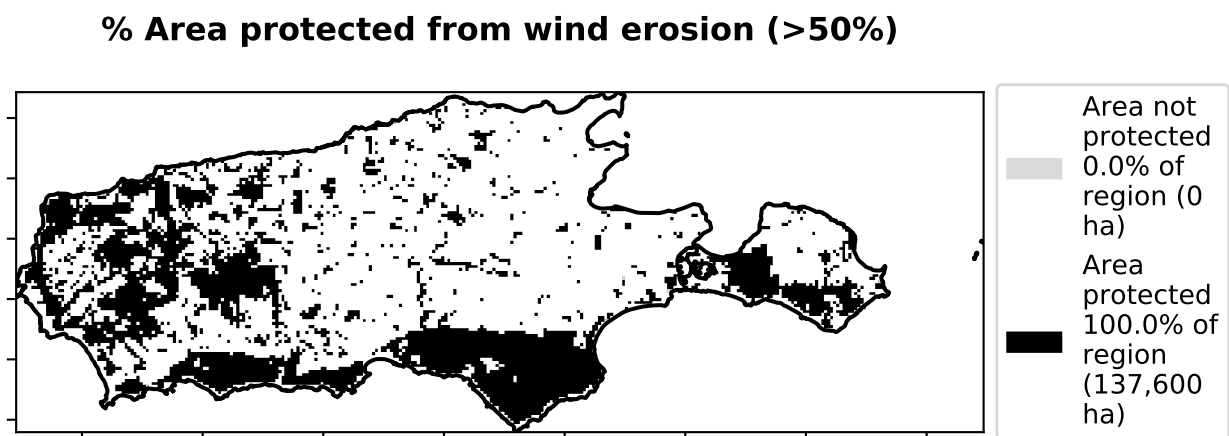 % Area protected from wind erosion (>50%)
Area not
protected
0.0% of
region (0
ha)
Area
protected
100.0% of
region
(137,600
ha)